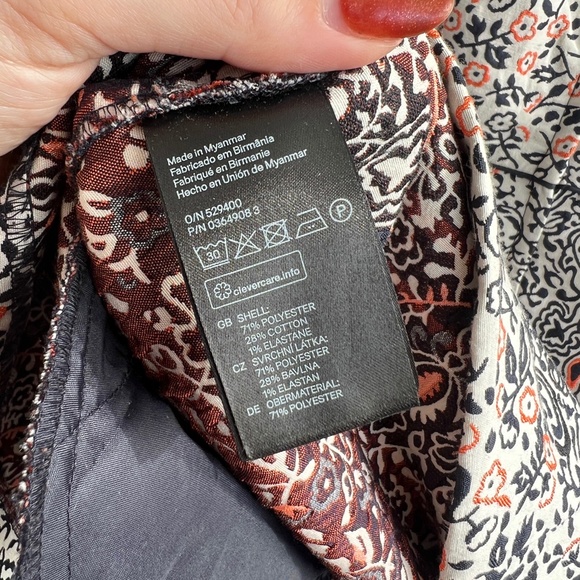 Made in Myanmar
Fabricado em Birmânia
Fabriqué en Birmanie
Hecho en Unión de Myanmar
O/N 529400
P/N 0364908 3
30 P
clevercare.info
GB SHELL:
71% POLYESTER
28% COTTON
1% ELASTANE
CZ SVRCHNÍ LÁTKA:
71% POLYESTER
28% BAVLNA
1% ELASTAN
DE OBERMATERIAL:
71% POLYESTER